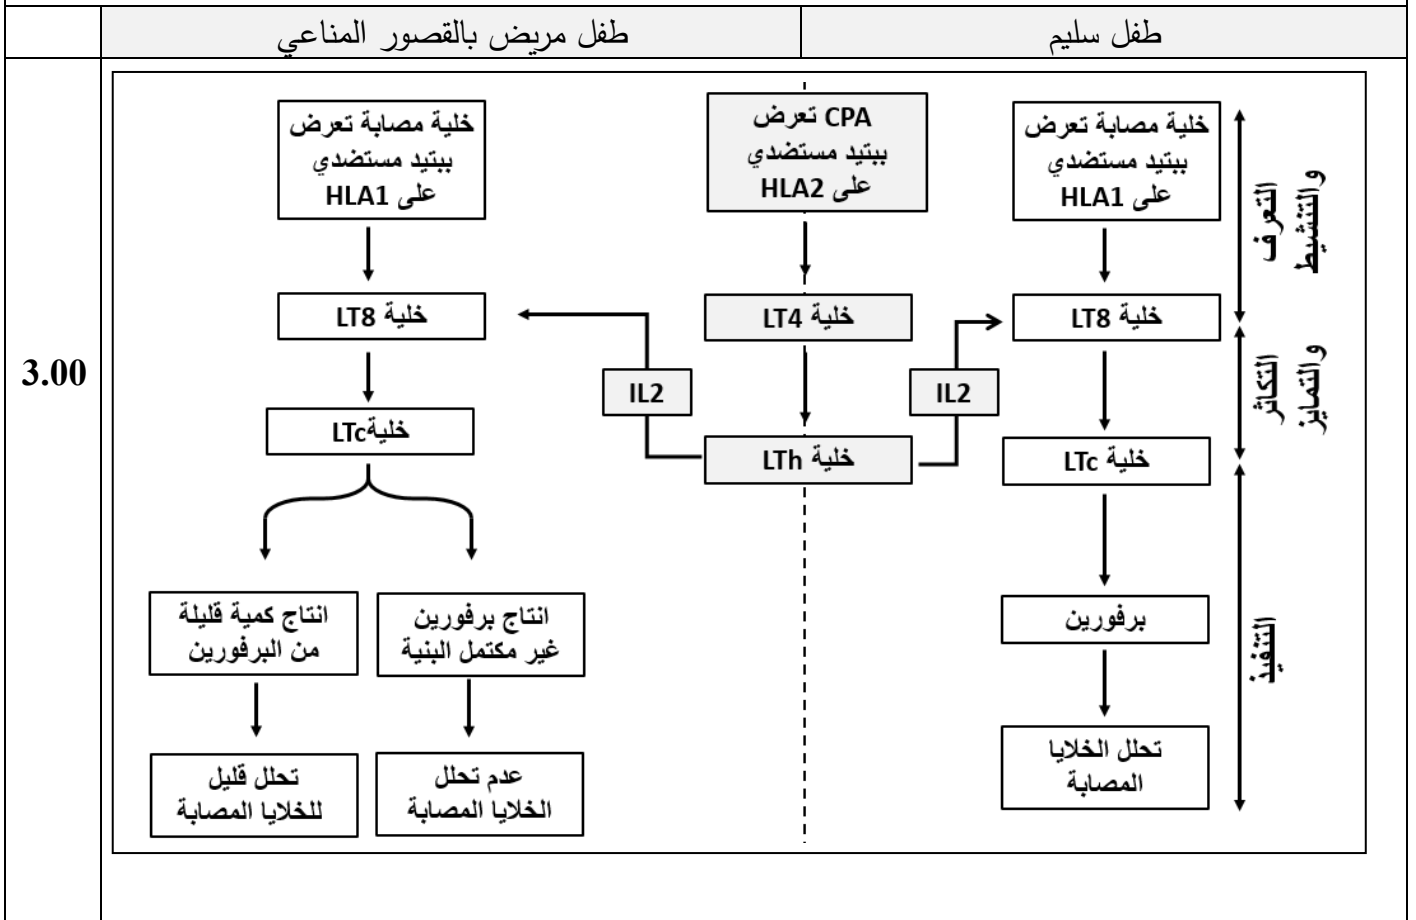 طفل سليم
طفل مريض بالقصور المناعي
3.00
خلية مصابة تعرض
ببتيد مستضدي
على HLA1
CPA تعرض
ببتيد مستضدي
على HLA2
خلية مصابة تعرض
ببتيد مستضدي
على HLA1
التعرف
والتنشيط
خلية LT8
خلية LT4
خلية LT8
IL2
IL2
التكاثر
والتمايز
خلية LTc
خلية LTh
خليةLTc
التنفيذ
برفورين
انتاج برفورين
غير مكتمل البنية
انتاج كمية قليلة
من البرفورين
تحلل الخلايا
المصابة
عدم تحلل
الخلايا المصابة
تحلل قليل
للخلايا المصابة